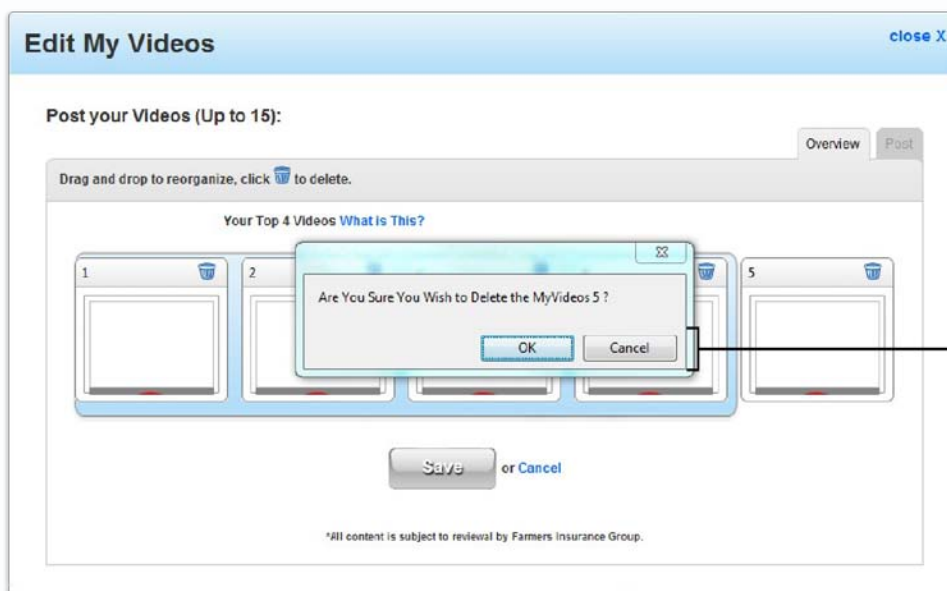 Edit My Videos
close X
Post your Videos (Up to 15):
Overview Post
Drag and drop to reorganize, click to delete.
Your Top 4 Videos What is This?
1 2 5
Are You Sure You Wish to Delete the MyVideos 5 ?
OK Cancel
Save or Cancel
*All content is subject to reviewal by Farmers Insurance Group.